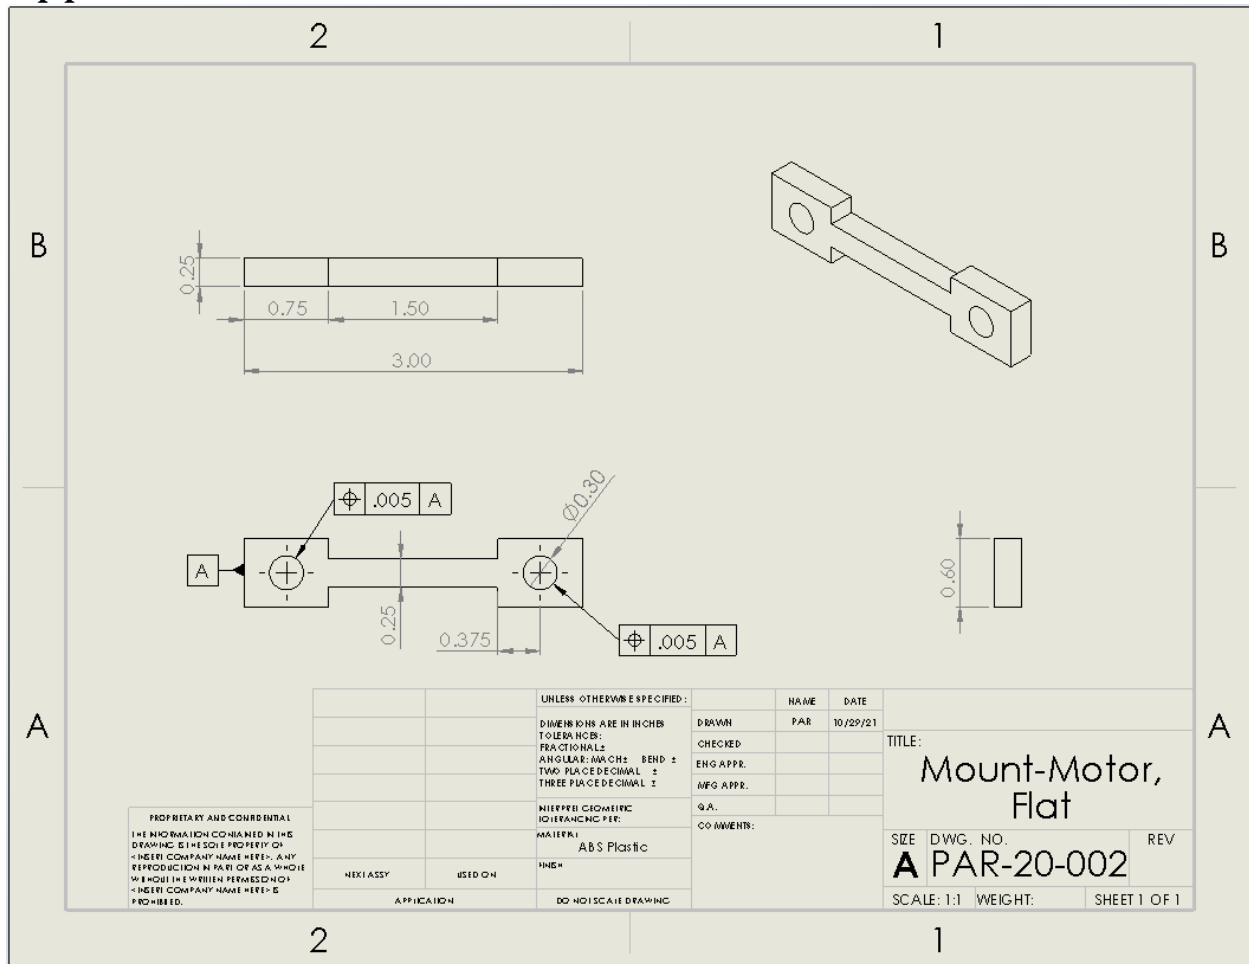 2
1
B
B
0.25
0.75
1.50
3.00
.005
A
Ø0.30
A
0.25
0.375
.005
A
0.60
A
A
UNLESS OTHERWISE SPECIFIED:
DIMENSIONS ARE IN INCHES
TOLERANCES:
FRACTIONAL±
ANGULAR: MACH± BEND ±
TWO PLACE DECIMAL ±
THREE PLACE DECIMAL ±
INTERPRET GEOMETRIC
TOLERANCING PER:
MATERIAL
ABS Plastic
FINISH
DO NOT SCALE DRAWING
NAME DATE
DRAWN PAR 10/29/21
CHECKED
ENG APPR.
MFG APPR.
Q.A.
COMMENTS:
TITLE:
Mount-Motor,
Flat
SIZE DWG. NO. REV
A PAR-20-002
SCALE: 1:1 WEIGHT: SHEET 1 OF 1
PROPRIETARY AND CONFIDENTIAL
THE INFORMATION CONTAINED IN THIS
DRAWING IS THE SOLE PROPERTY OF
<INSERT COMPANY NAME HERE>. ANY
REPRODUCTION IN PART OR AS A WHOLE
WITHOUT THE WRITTEN PERMISSION OF
<INSERT COMPANY NAME HERE> IS
PROHIBITED.
NEXT ASSY USED ON
APPLICATION
2
1